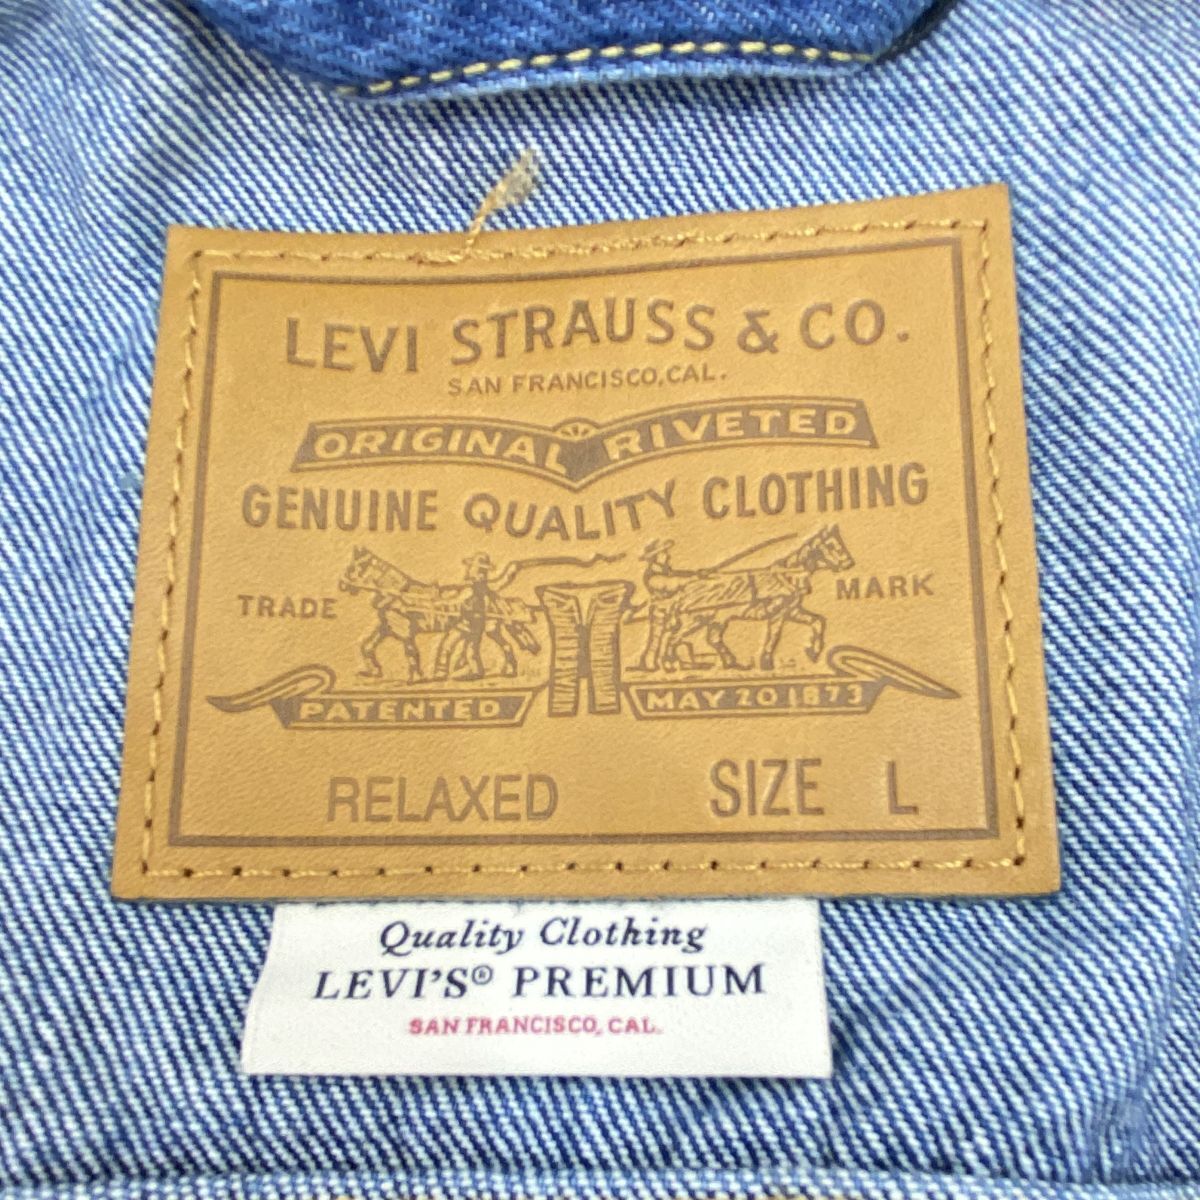 LEVI STRAUSS & CO.
SAN FRANCISCO, CAL.
ORIGINAL RIVETED
GENUINE QUALITY CLOTHING
TRADE MARK
PATENTED MAY 20 1873
RELAXED SIZE L
Quality Clothing
LEVI'S® PREMIUM
SAN FRANCISCO, CAL.